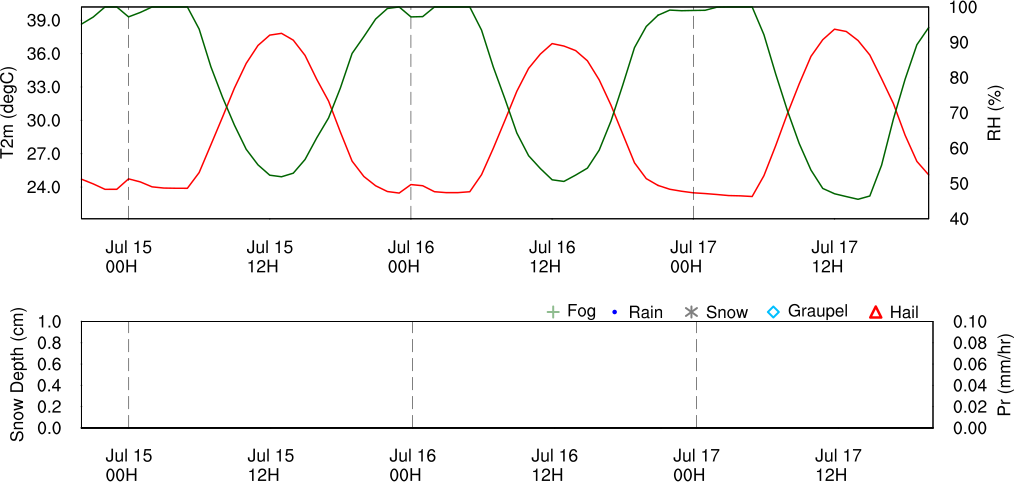 T2m (degC)
39.0
36.0
33.0
30.0
27.0
24.0
100
90
80
70
60
50
40
RH (%)
Jul 15 Jul 15 Jul 16 Jul 16 Jul 17 Jul 17
00H 12H 00H 12H 00H 12H
Fog Rain Snow Graupel Hail
Snow Depth (cm)
1.0
0.8
0.6
0.4
0.2
0.0
0.10
0.08
0.06
0.04
0.02
0.00
Pr (mm/hr)
Jul 15 Jul 15 Jul 16 Jul 16 Jul 17 Jul 17
00H 12H 00H 12H 00H 12H